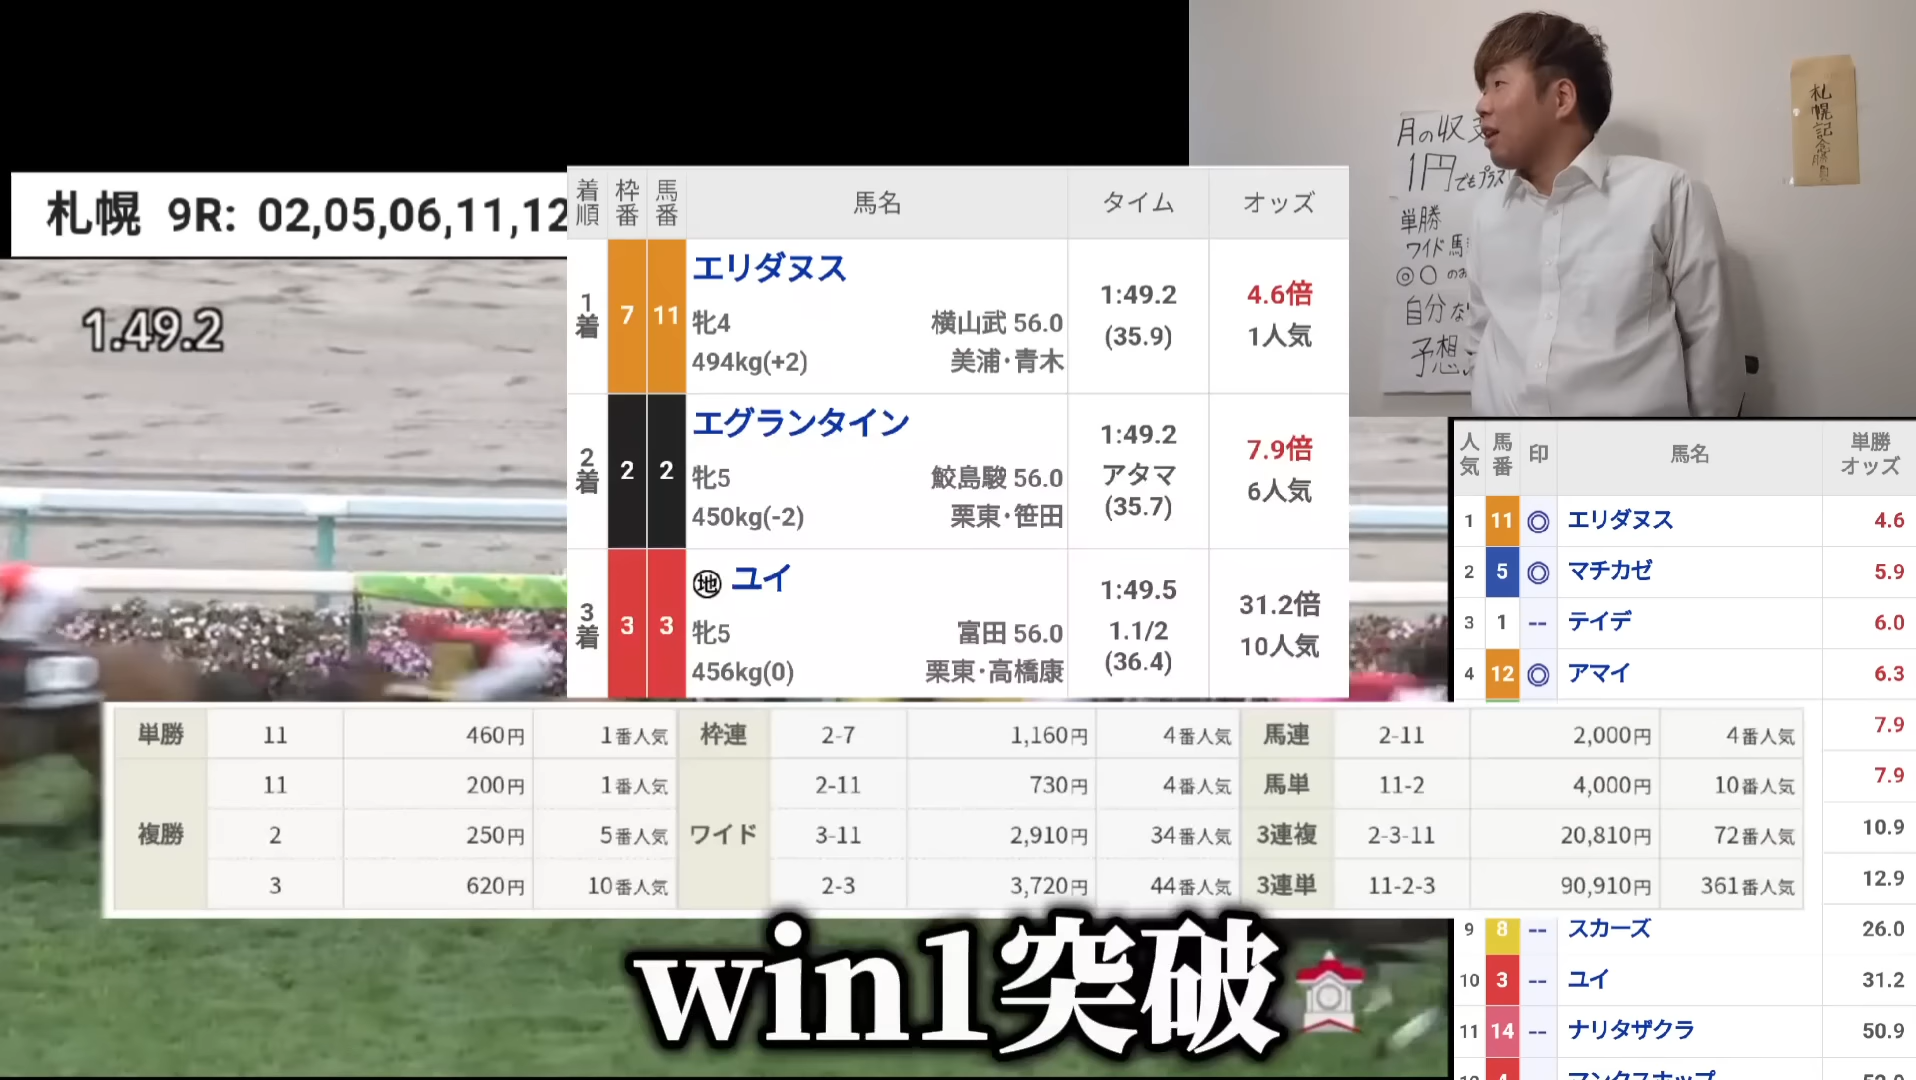 札幌記念勝負
月の収支
1円でもプラス
単勝
ワイド馬
◎○のお
自分な
予想
札幌 9R: 02,05,06,11,12
1.49.2
着順 枠番 馬番 馬名 タイム オッズ
1着 7 11 エリダヌス 1:49.2 4.6倍
牝4 横山武 56.0 (35.9) 1人気
494kg(+2) 美浦･青木
2着 2 2 エグランタイン 1:49.2 7.9倍
牝5 鮫島駿 56.0 アタマ 6人気
450kg(-2) 栗東･笹田 (35.7)
3着 3 3 地 ユイ 1:49.5 31.2倍
牝5 富田 56.0 1.1/2 10人気
456kg(0) 栗東･高橋康 (36.4)
人気 馬番 印 馬名 単勝オッズ
1 11 ◎ エリダヌス 4.6
2 5 ◎ マチカゼ 5.9
3 1 -- テイデ 6.0
4 12 ◎ アマイ 6.3
7.9
7.9
10.9
12.9
9 8 -- スカーズ 26.0
10 3 -- ユイ 31.2
11 14 -- ナリタザクラ 50.9
単勝 11 460円 1番人気 枠連 2-7 1,160円 4番人気 馬連 2-11 2,000円 4番人気
複勝 11 200円 1番人気 ワイド 2-11 730円 4番人気 馬単 11-2 4,000円 10番人気
2 250円 5番人気 3-11 2,910円 34番人気 3連複 2-3-11 20,810円 72番人気
3 620円 10番人気 2-3 3,720円 44番人気 3連単 11-2-3 90,910円 361番人気
win1突破